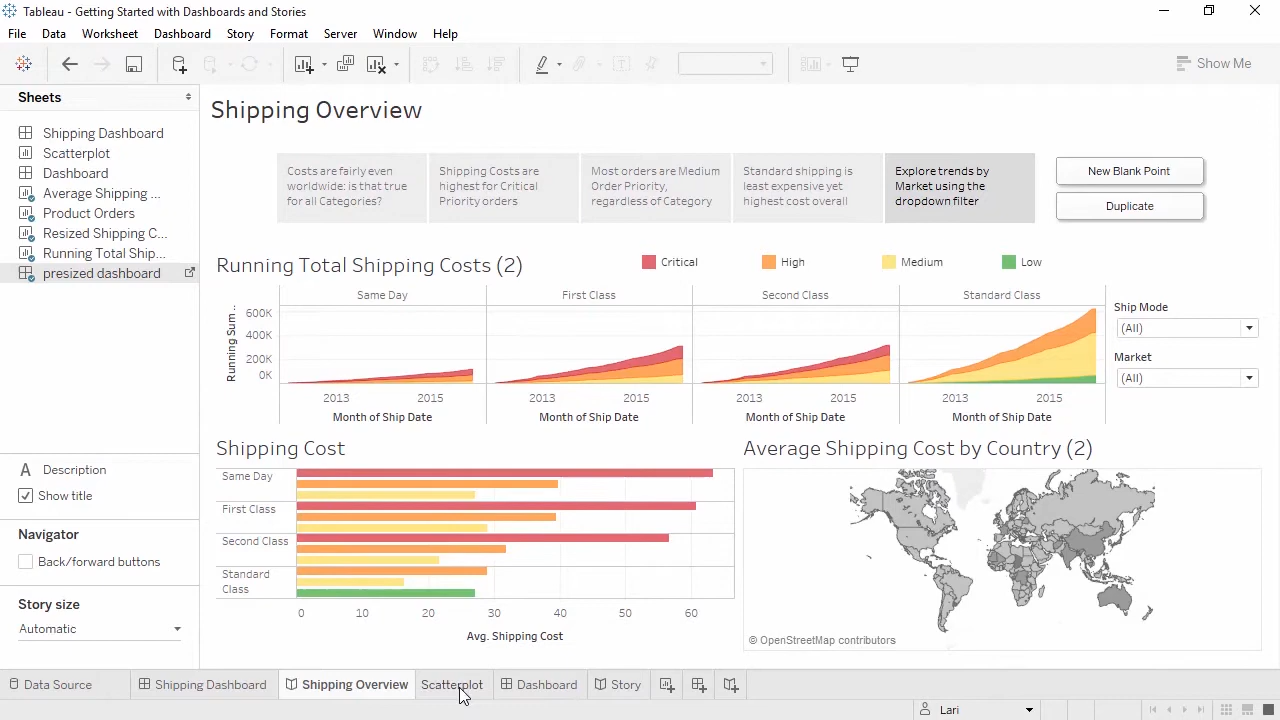 Tableau - Getting Started with Dashboards and Stories
File Data Worksheet Dashboard Story Format Server Window Help
Show Me
Sheets
Shipping Dashboard
Scatterplot
Dashboard
Average Shipping ...
Product Orders
Resized Shipping C...
Running Total Ship...
presized dashboard
A Description
Show title
Navigator
Back/forward buttons
Story size
Automatic
Shipping Overview
Costs are fairly even
worldwide: is that true
for all Categories?
Shipping Costs are
highest for Critical
Priority orders
Most orders are Medium
Order Priority,
regardless of Category
Standard shipping is
least expensive yet
highest cost overall
Explore trends by
Market using the
dropdown filter
New Blank Point
Duplicate
Running Total Shipping Costs (2)
Critical High Medium Low
Same Day First Class Second Class Standard Class
Running Sum ..
600K
400K
200K
0K
2013 2015 2013 2015 2013 2015 2013 2015
Month of Ship Date Month of Ship Date Month of Ship Date Month of Ship Date
Ship Mode
(All)
Market
(All)
Shipping Cost
Same Day
First Class
Second Class
Standard
Class
0 10 20 30 40 50 60
Avg. Shipping Cost
Average Shipping Cost by Country (2)
© OpenStreetMap contributors
Data Source Shipping Dashboard Shipping Overview Scatterplot Dashboard Story
Lari